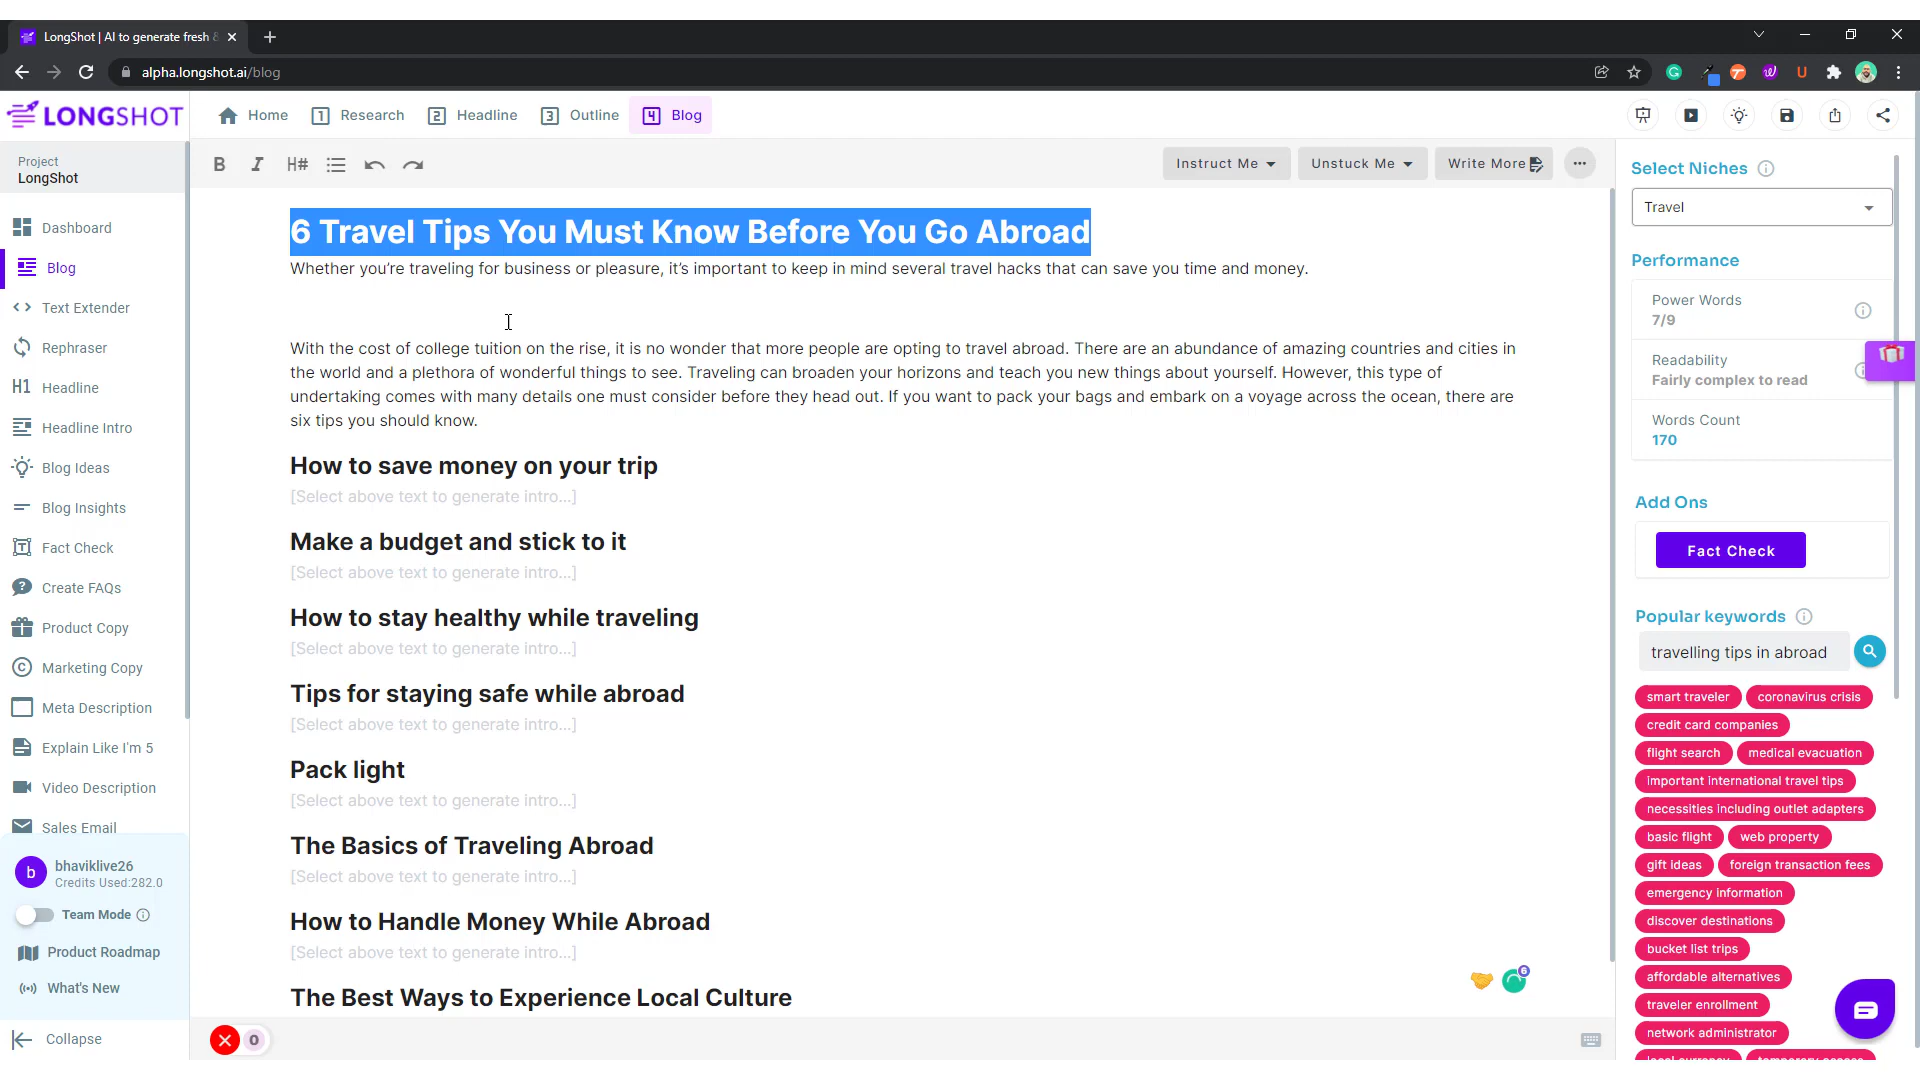 LongShot | AI to generate fresh &
alpha.longshot.ai/blog
LONGSHOT
Home
1 Research
2 Headline
3 Outline
4 Blog
Project
LongShot
Dashboard
Blog
Text Extender
Rephraser
H1 Headline
Headline Intro
Blog Ideas
Blog Insights
Fact Check
Create FAQs
Product Copy
Marketing Copy
Meta Description
Explain Like I'm 5
Video Description
Sales Email
b
bhaviklive26
Credits Used:282.0
Team Mode
Product Roadmap
What's New
Collapse
B I H#
Instruct Me
Unstuck Me
Write More
6 Travel Tips You Must Know Before You Go Abroad
Whether you're traveling for business or pleasure, it's important to keep in mind several travel hacks that can save you time and money.
With the cost of college tuition on the rise, it is no wonder that more people are opting to travel abroad. There are an abundance of amazing countries and cities in
the world and a plethora of wonderful things to see. Traveling can broaden your horizons and teach you new things about yourself. However, this type of
undertaking comes with many details one must consider before they head out. If you want to pack your bags and embark on a voyage across the ocean, there are
six tips you should know.
How to save money on your trip
[Select above text to generate intro...]
Make a budget and stick to it
[Select above text to generate intro...]
How to stay healthy while traveling
[Select above text to generate intro...]
Tips for staying safe while abroad
[Select above text to generate intro...]
Pack light
[Select above text to generate intro...]
The Basics of Traveling Abroad
[Select above text to generate intro...]
How to Handle Money While Abroad
[Select above text to generate intro...]
The Best Ways to Experience Local Culture
6
0
Select Niches
Travel
Performance
Power Words
7/9
Readability
Fairly complex to read
Words Count
170
Add Ons
Fact Check
Popular keywords
travelling tips in abroad
smart traveler coronavirus crisis
credit card companies
flight search medical evacuation
important international travel tips
necessities including outlet adapters
basic flight web property
gift ideas foreign transaction fees
emergency information
discover destinations
bucket list trips
affordable alternatives
traveler enrollment
network administrator
local currency temporary access